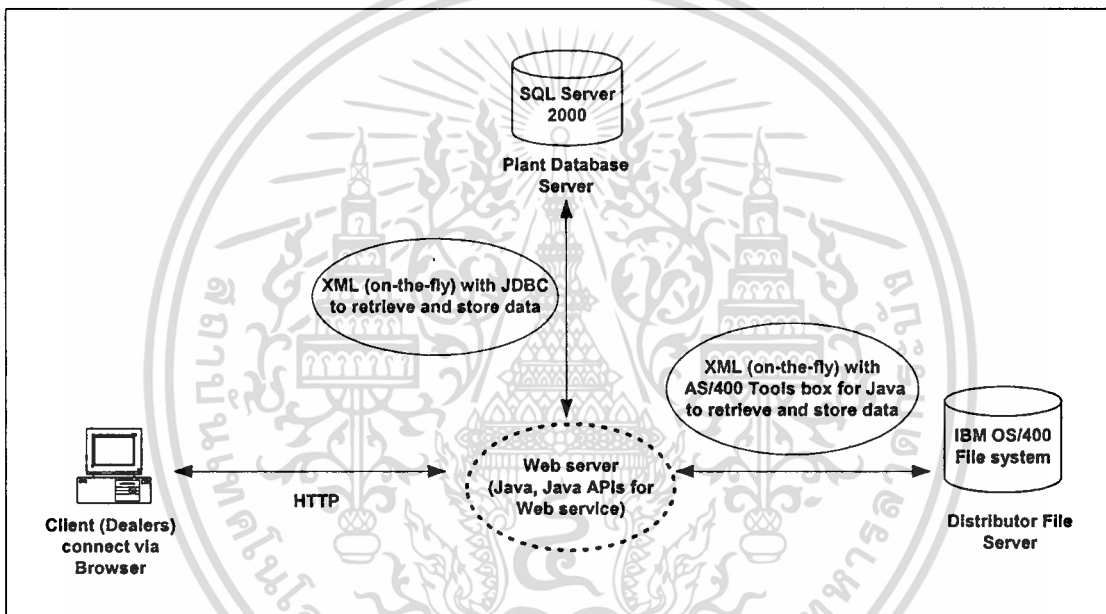 SQL Server
2000
Plant Database
Server
XML (on-the-fly) with JDBC
to retrieve and store data
XML (on-the-fly) with
AS/400 Tools box for Java
to retrieve and store data
IBM OS/400
File system
Distributor File
Server
Web server
(Java, Java APIs for
Web service)
HTTP
Client (Dealers)
connect via
Browser